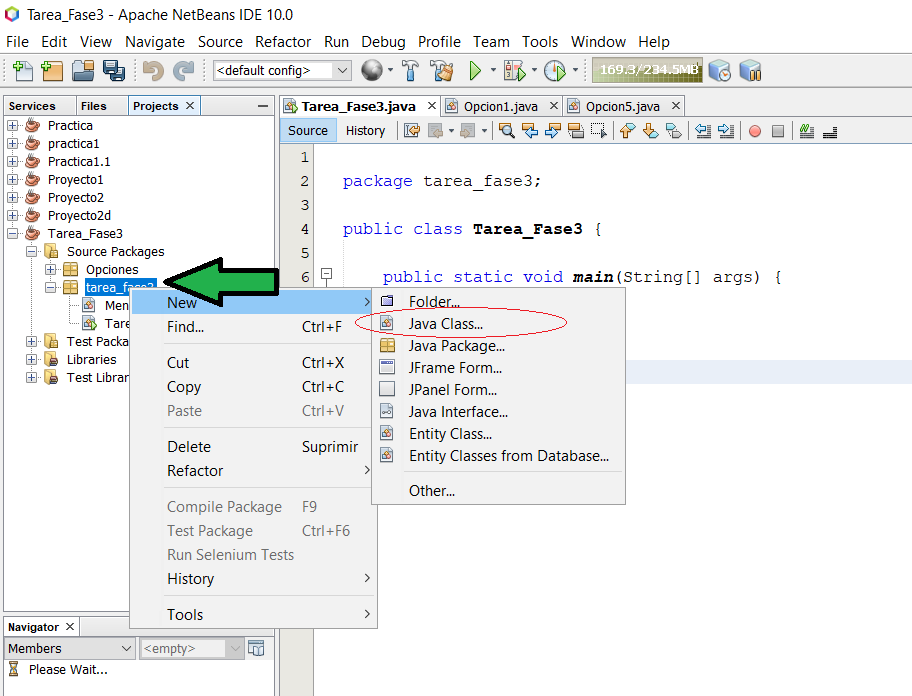 Tarea_Fase3 - Apache NetBeans IDE 10.0
File Edit View Navigate Source Refactor Run Debug Profile Team Tools Window Help
<default config> 169.3/234.5MB
Services Files Projects
Tarea_Fase3.java Opcion1.java Opcion5.java
Source History
Practica
practica1
Practica1.1
Proyecto1
Proyecto2
Proyecto2d
Tarea_Fase3
Source Packages
Opciones
tarea_fase3
Men
Tare
Test Packa
Libraries
Test Librar
1
2 package tarea_fase3;
3
4 public class Tarea_Fase3 {
5
6 public static void main(String[] args) {
New
Find... Ctrl+F
Cut Ctrl+X
Copy Ctrl+C
Paste Ctrl+V
Delete Suprimir
Refactor
Compile Package F9
Test Package Ctrl+F6
Run Selenium Tests
History
Tools
Folder...
Java Class...
Java Package...
JFrame Form...
JPanel Form...
Java Interface...
Entity Class...
Entity Classes from Database...
Other...
Navigator
Members <empty>
Please Wait...